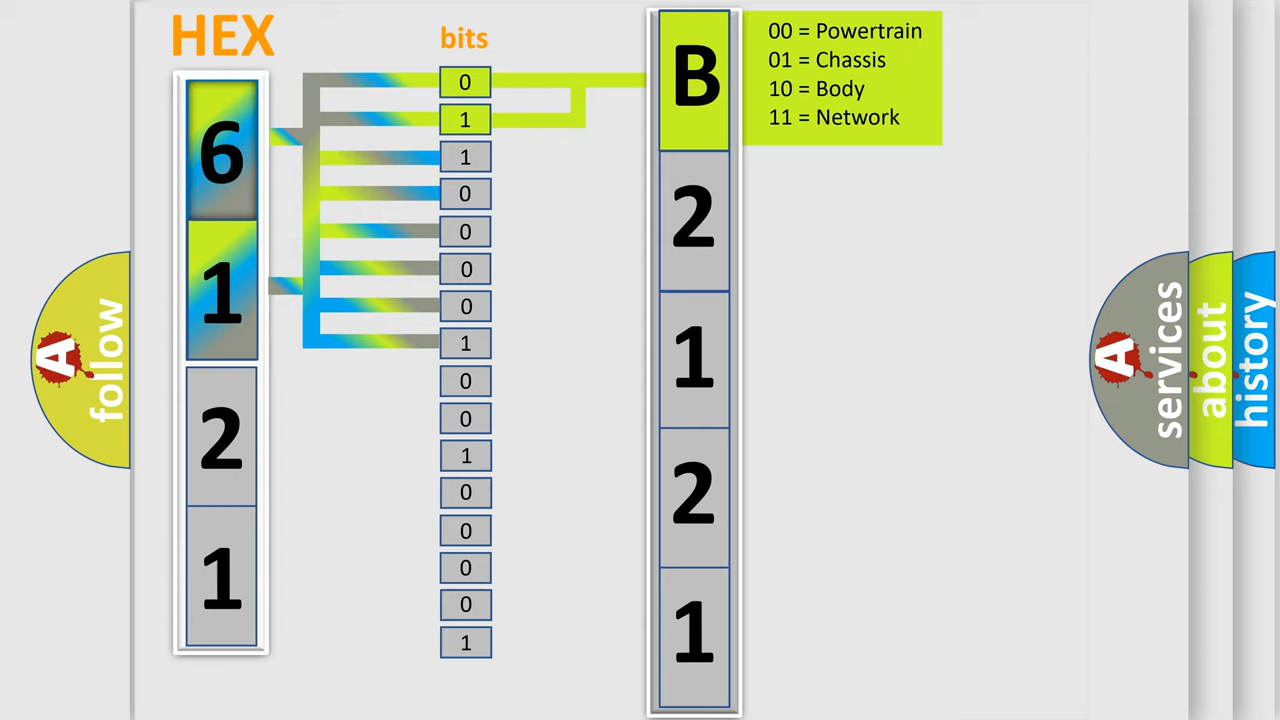 HEX
bits
6
1
2
1
0
1
1
0
0
0
0
1
0
0
1
0
0
0
0
1
B
2
1
2
1
00 = Powertrain
01 = Chassis
10 = Body
11 = Network
A
follow
A
services
about
history